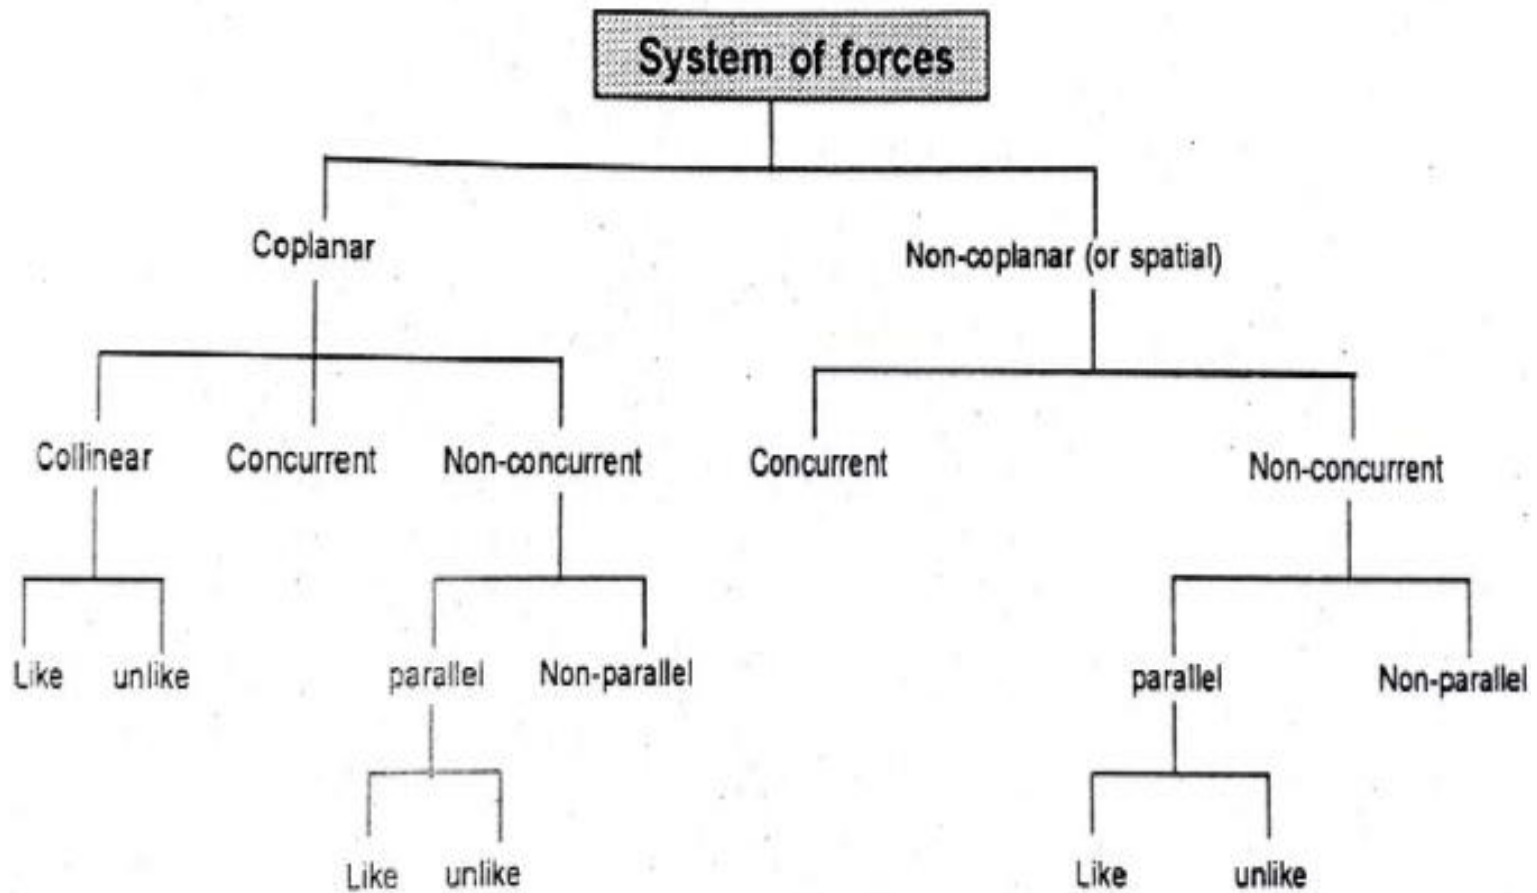 System of forces
Coplanar
Non-coplanar (or spatial)
Collinear
Concurrent
Non-concurrent
Concurrent
Non-concurrent
Like
unlike
parallel
Non-parallel
parallel
Non-parallel
Like
unlike
Like
unlike